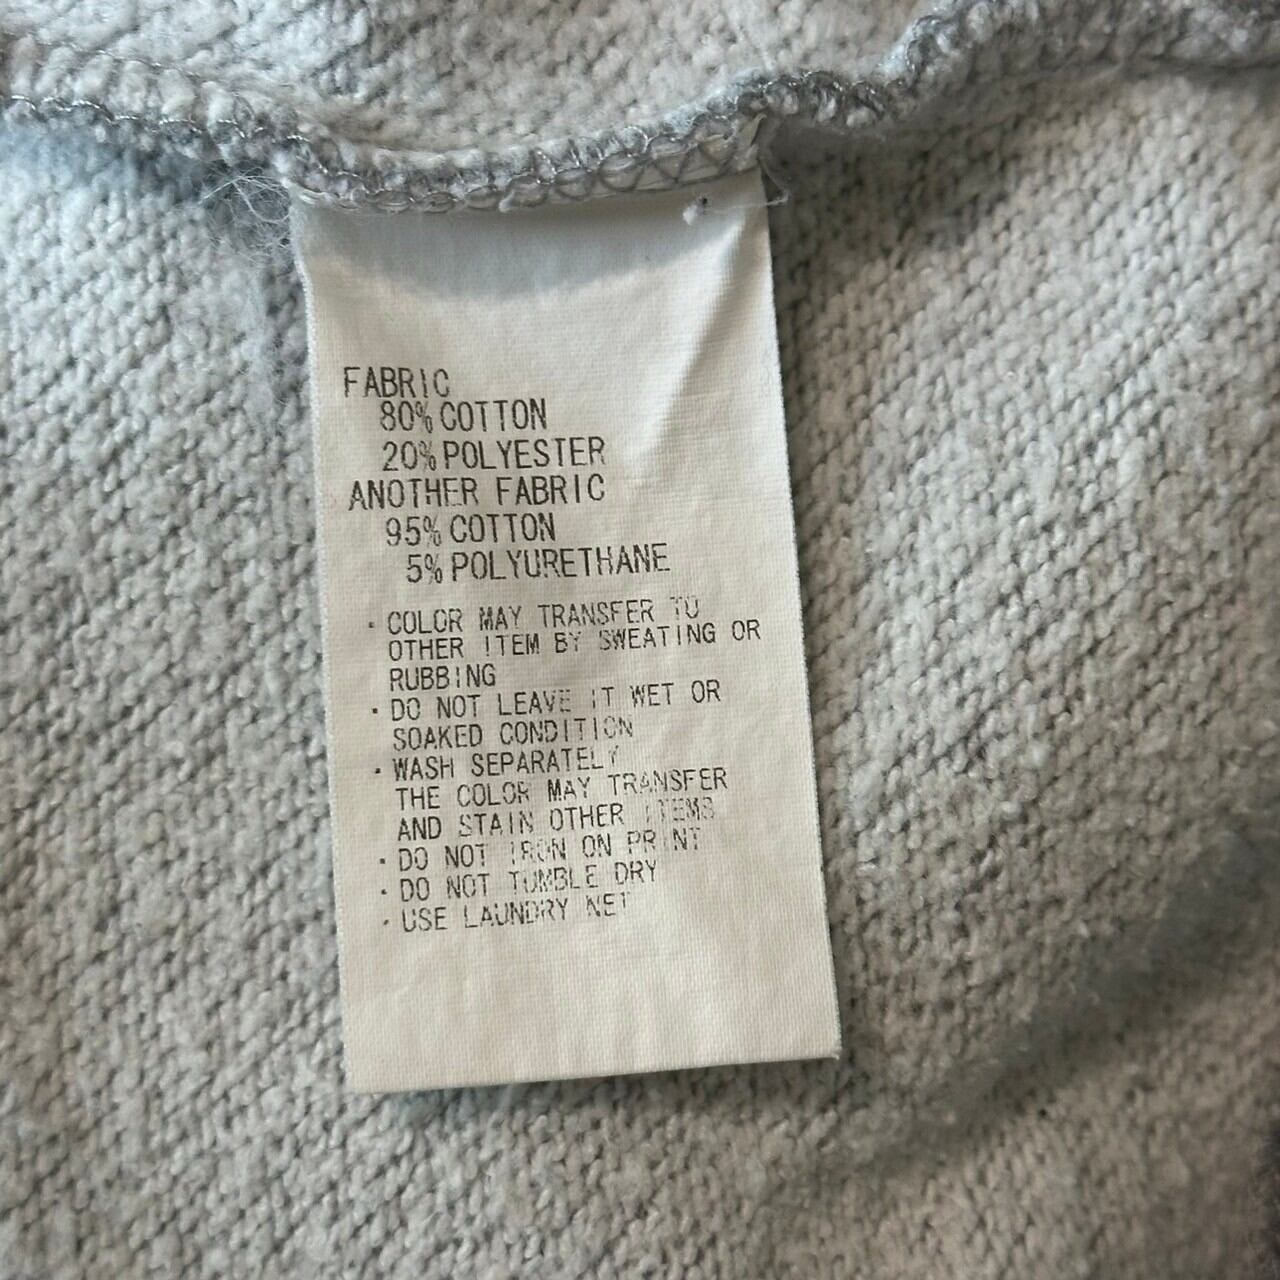 FABRIC
80% COTTON
20% POLYESTER
ANOTHER FABRIC
95% COTTON
5% POLYURETHANE
· COLOR MAY TRANSFER TO
OTHER ITEM BY SWEATING OR
RUBBING
· DO NOT LEAVE IT WET OR
SOAKED CONDITION
· WASH SEPARATELY
THE COLOR MAY TRANSFER
AND STAIN OTHER ITEMS
· DO NOT IRON ON PRINT
· DO NOT TUMBLE DRY
· USE LAUNDRY NET